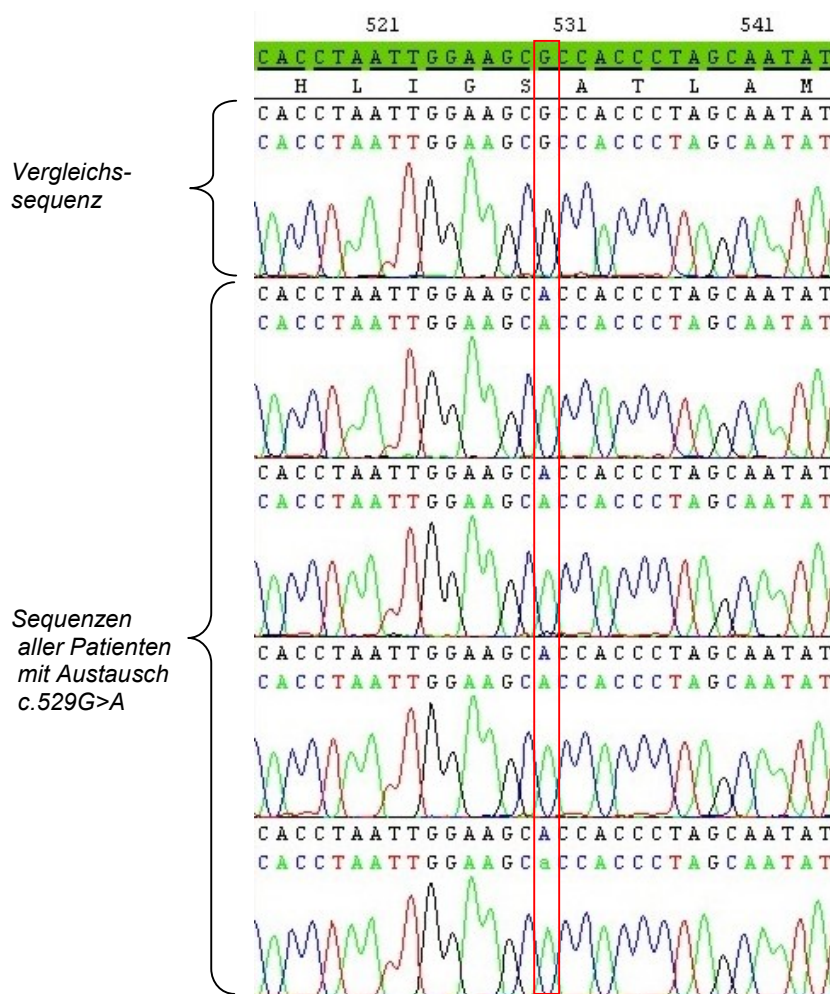 521 531 541
CACCTAATTGGAAGCGCCACCCTAGCAATAT
H L I G S A T L A M
Vergleichs-
sequenz
CACCTAATTGGAAGCGCCACCCTAGCAATAT
CACCTAATTGGAAGCGCCACCCTAGCAATAT
CACCTAATTGGAAGCACCACCCTAGCAATAT
CACCTAATTGGAAGCACCACCCTAGCAATAT
CACCTAATTGGAAGCACCACCCTAGCAATAT
CACCTAATTGGAAGCACCACCCTAGCAATAT
Sequenzen
aller Patienten
mit Austausch
c.529G>A
CACCTAATTGGAAGCACCACCCTAGCAATAT
CACCTAATTGGAAGCACCACCCTAGCAATAT
CACCTAATTGGAAGCACCACCCTAGCAATAT
CACCTAATTGGAAGCaCCACCCTAGCAATAT